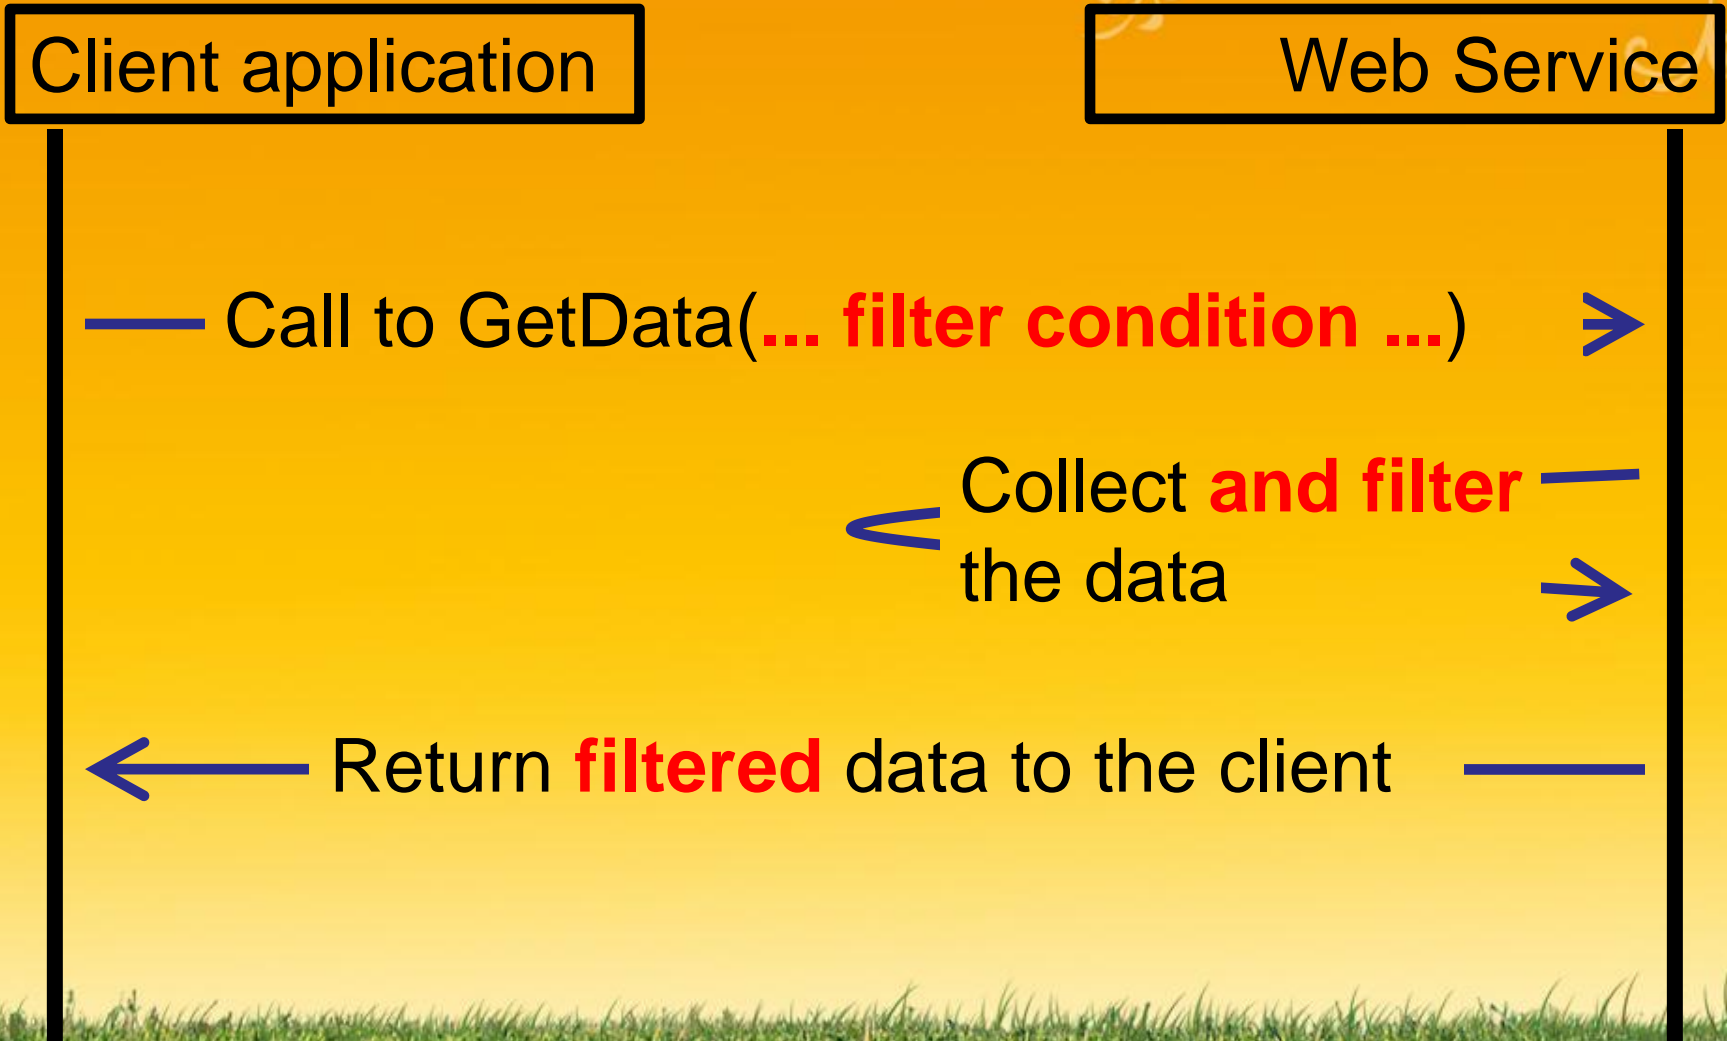 Client application
Web Service
Call to GetData(... filter condition ...)
Collect and filter
the data
Return filtered data to the client